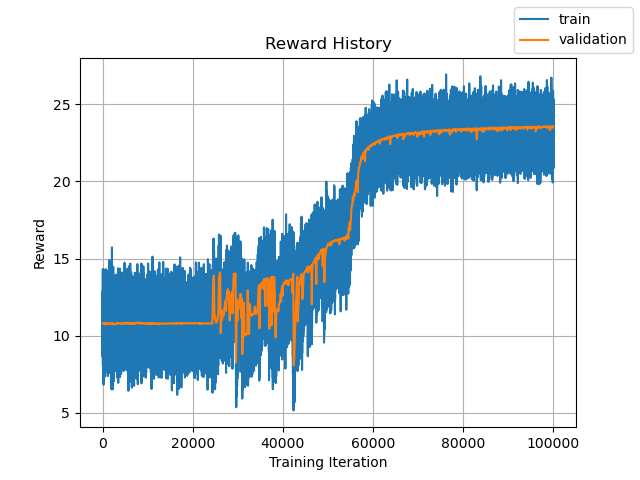 train
validation
Reward History
25
20
15
10
5
Reward
0
20000
40000
60000
80000
100000
Training Iteration